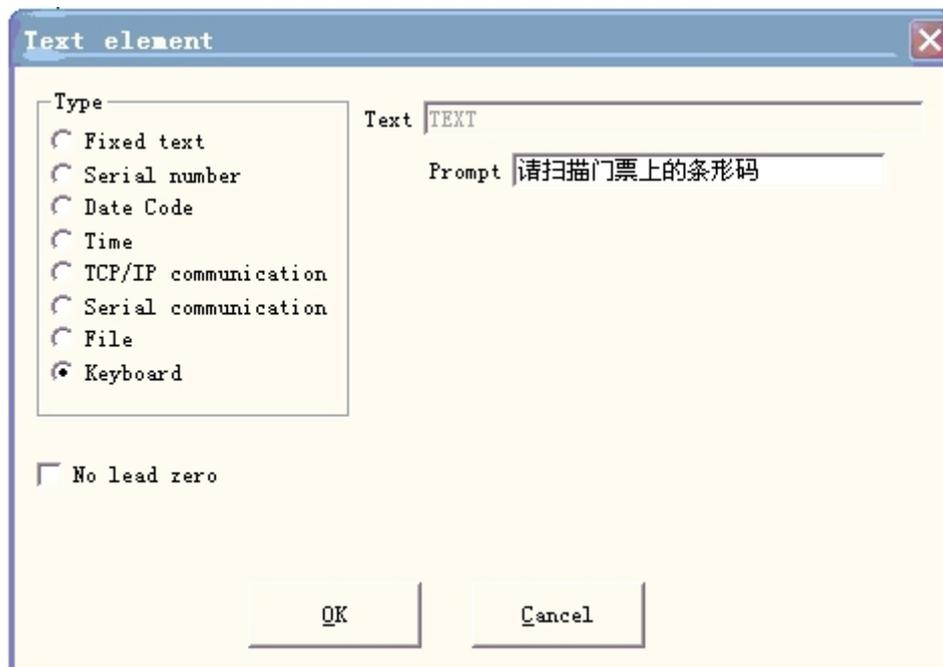 Text element
Type
Fixed text
Serial number
Date Code
Time
TCP/IP communication
Serial communication
File
Keyboard
Text TEXT
Prompt 请扫描门票上的条形码
No lead zero
OK
Cancel